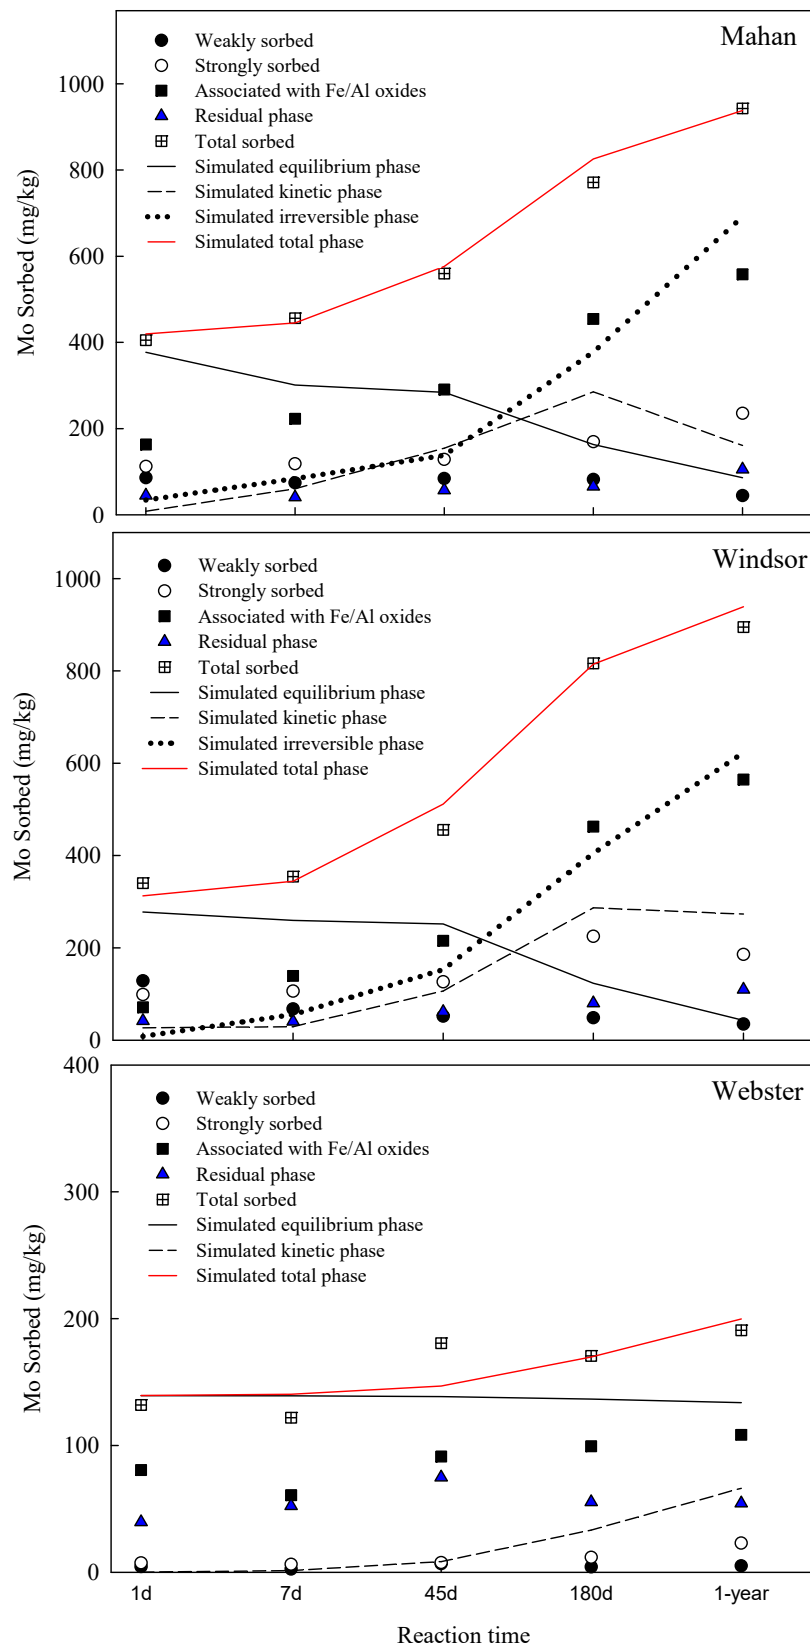 Mahan
Weakly sorbed
Strongly sorbed
Associated with Fe/Al oxides
Residual phase
Total sorbed
Simulated equilibrium phase
Simulated kinetic phase
Simulated irreversible phase
Simulated total phase
Mo Sorbed (mg/kg)
1000
800
600
400
200
0
Windsor
Weakly sorbed
Strongly sorbed
Associated with Fe/Al oxides
Residual phase
Total sorbed
Simulated equilibrium phase
Simulated kinetic phase
Simulated irreversible phase
Simulated total phase
Mo Sorbed (mg/kg)
1000
800
600
400
200
0
Webster
Weakly sorbed
Strongly sorbed
Associated with Fe/Al oxides
Residual phase
Total sorbed
Simulated equilibrium phase
Simulated kinetic phase
Simulated total phase
Mo Sorbed (mg/kg)
400
300
200
100
0
1d 7d 45d 180d 1-year
Reaction time